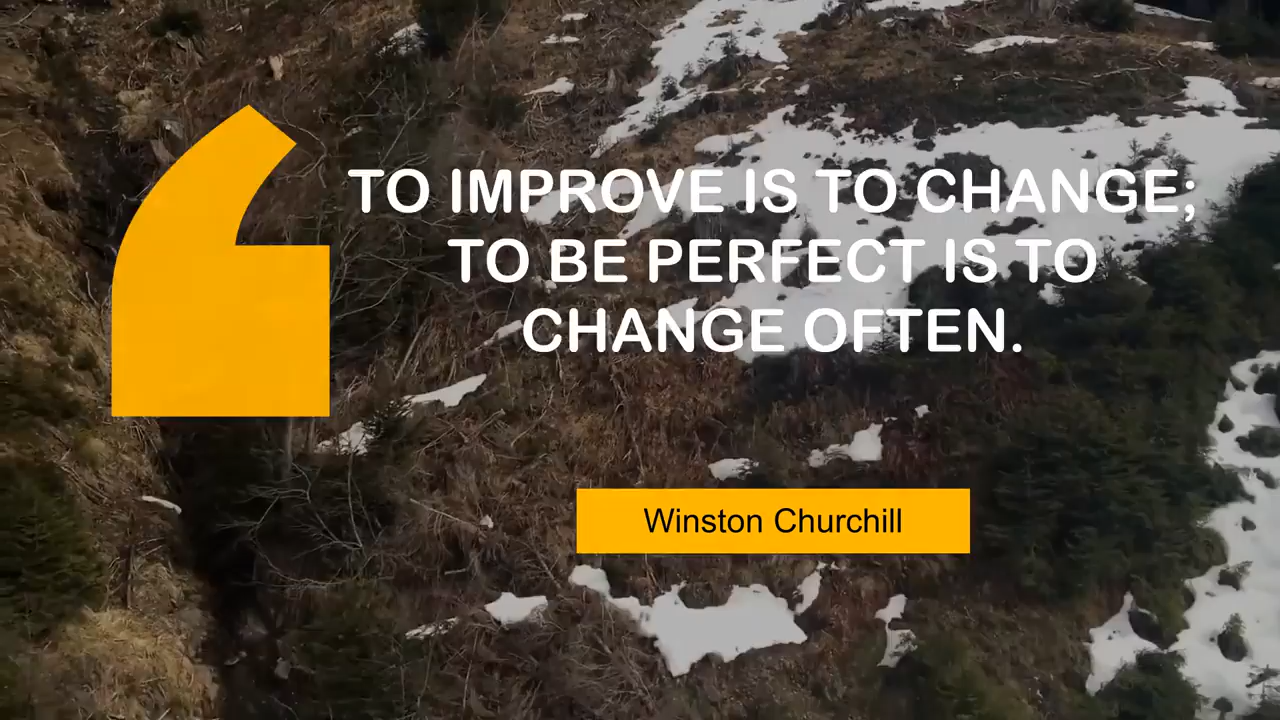 TO IMPROVE IS TO CHANGE;
TO BE PERFECT IS TO
CHANGE OFTEN.
Winston Churchill